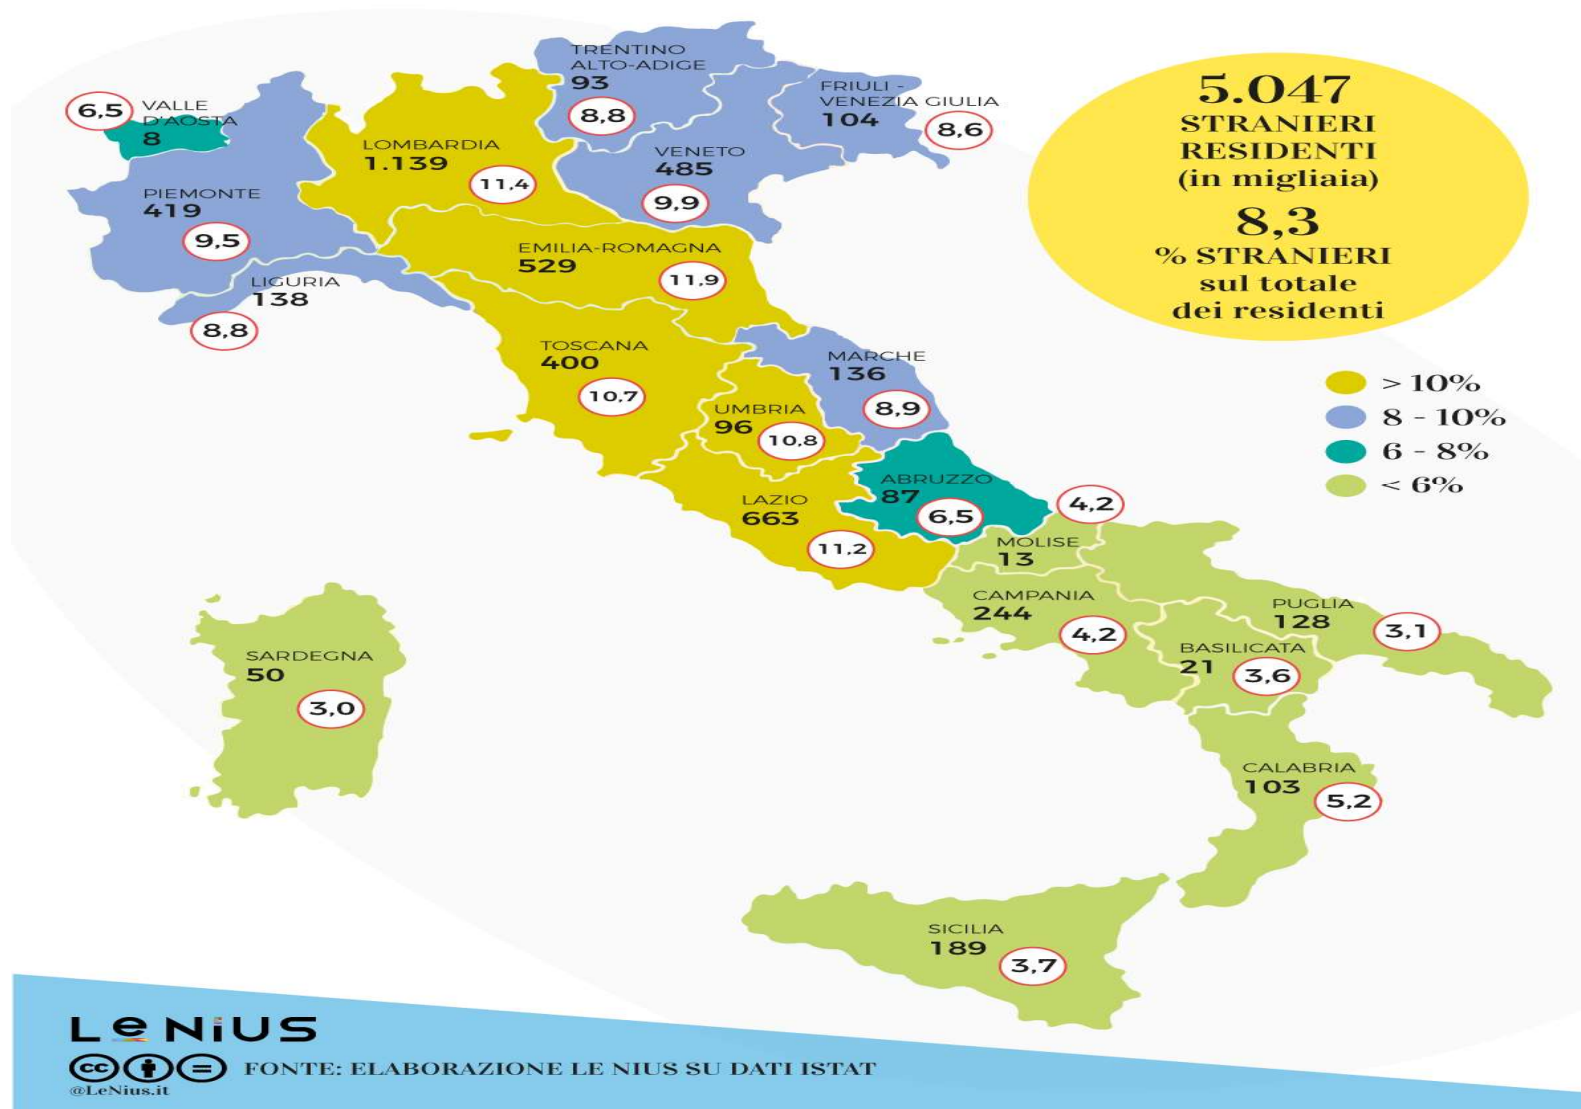 TRENTINO
ALTO-ADIGE
93
8,8
FRIULI -
VENEZIA GIULIA
104
8,6
6,5
VALLE
D'AOSTA
8
LOMBARDIA
1.139
11,4
VENETO
485
9,9
PIEMONTE
419
9,5
EMILIA-ROMAGNA
529
11,9
LIGURIA
138
8,8
TOSCANA
400
10,7
MARCHE
136
8,9
UMBRIA
96
10,8
ABRUZZO
87
6,5
LAZIO
663
11,2
4,2
MOLISE
13
CAMPANIA
244
4,2
PUGLIA
128
3,1
BASILICATA
21
3,6
SARDEGNA
50
3,0
CALABRIA
103
5,2
SICILIA
189
3,7
5.047
STRANIERI
RESIDENTI
(in migliaia)
8,3
% STRANIERI
sul totale
dei residenti
> 10%
8 - 10%
6 - 8%
< 6%
Le NiUS
cc =
FONTE: ELABORAZIONE LE NIUS SU DATI ISTAT
@LeNius.it